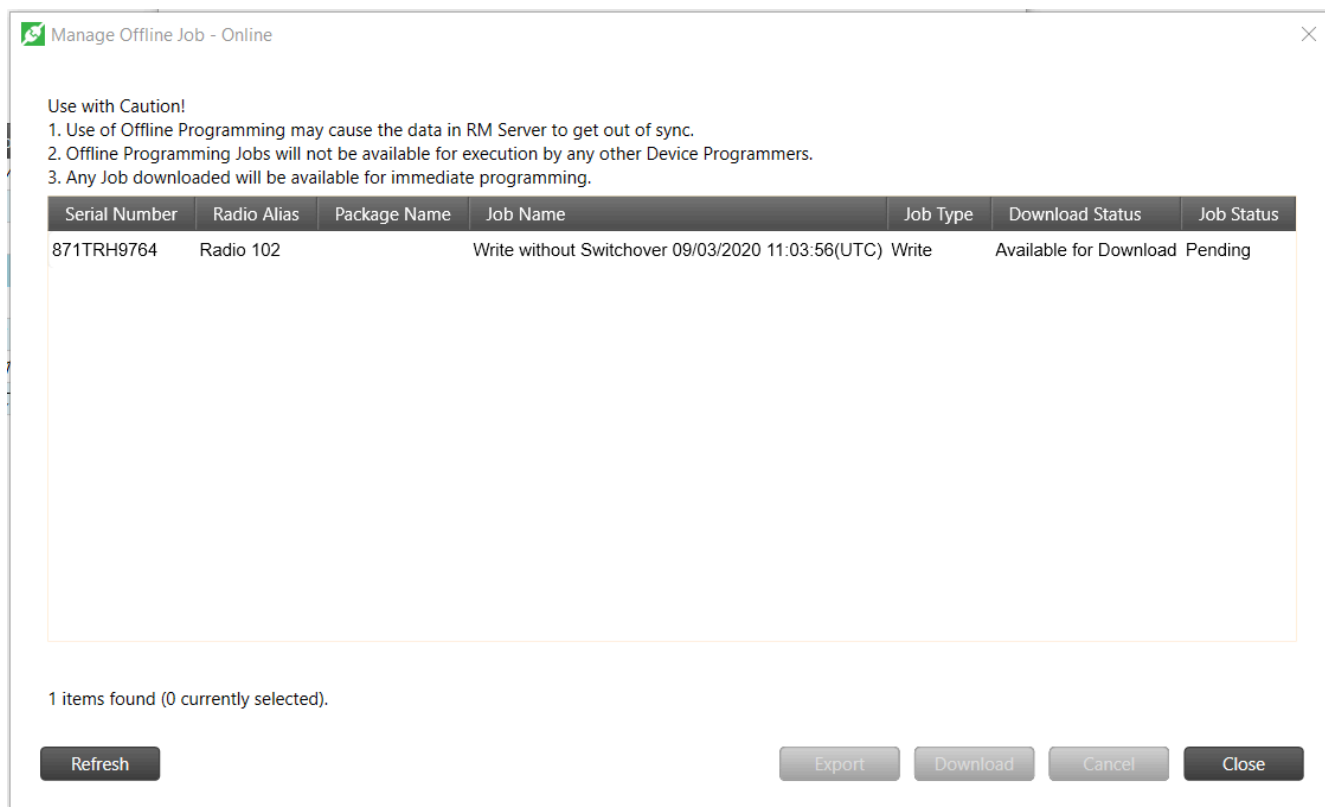 Manage Offline Job - Online
Use with Caution!
1. Use of Offline Programming may cause the data in RM Server to get out of sync.
2. Offline Programming Jobs will not be available for execution by any other Device Programmers.
3. Any Job downloaded will be available for immediate programming.
Serial Number Radio Alias Package Name Job Name Job Type Download Status Job Status
871TRH9764 Radio 102 Write without Switchover 09/03/2020 11:03:56(UTC) Write Available for Download Pending
1 items found (0 currently selected).
Refresh Export Download Cancel Close